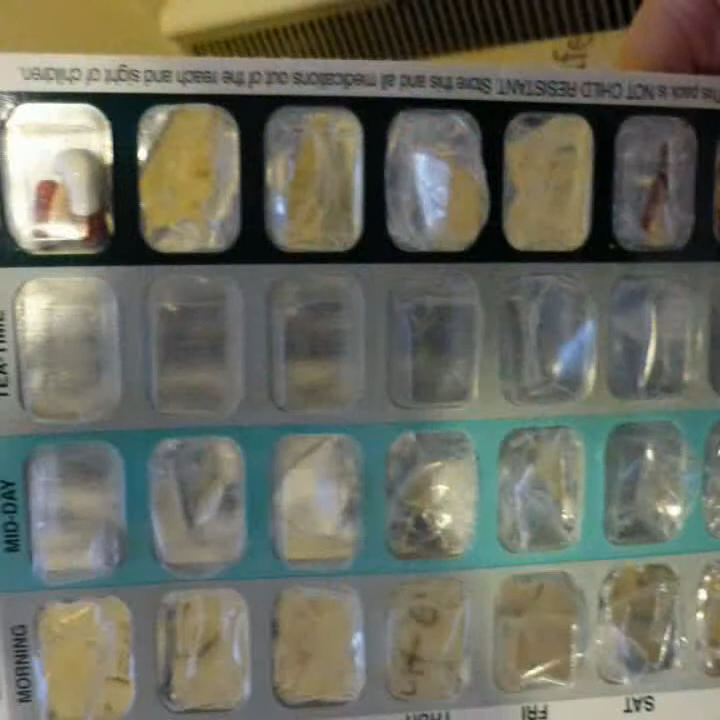 This pack is NOT CHILD RESISTANT. Store this and all medications out of the reach and sight of children.
TEA-TIME
MID-DAY
MORNING
THUR
FRI
SAT